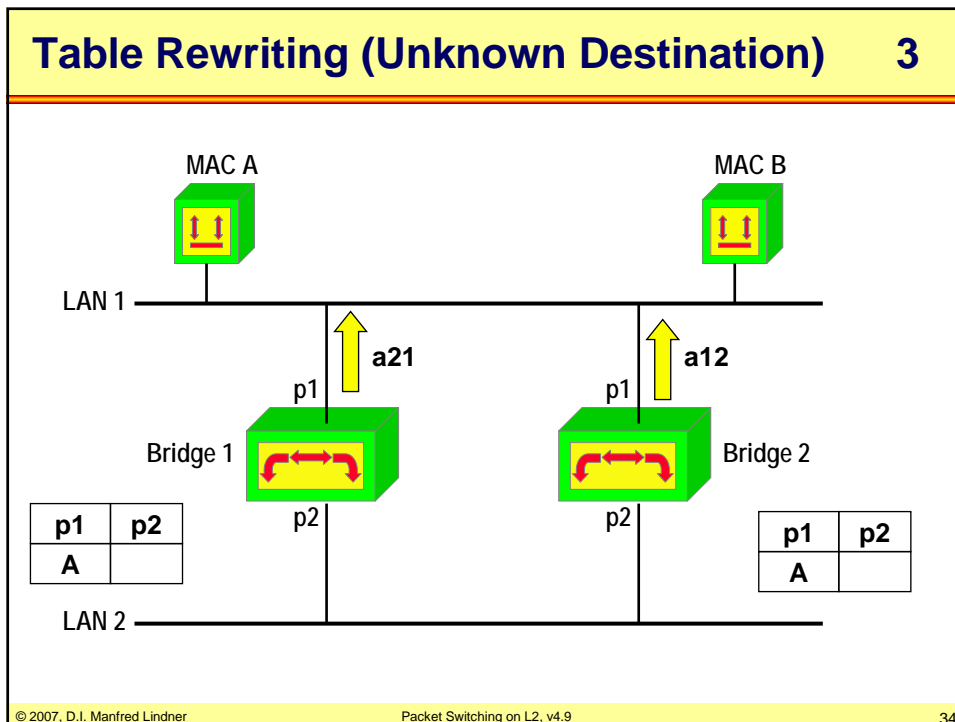 Table Rewriting (Unknown Destination) 3
MAC A
MAC B
LAN 1
a21
a12
p1
p1
Bridge 1
Bridge 2
p2
p2
p1 p2
A
p1 p2
A
LAN 2
© 2007, D.I. Manfred Lindner
Packet Switching on L2, v4.9
34